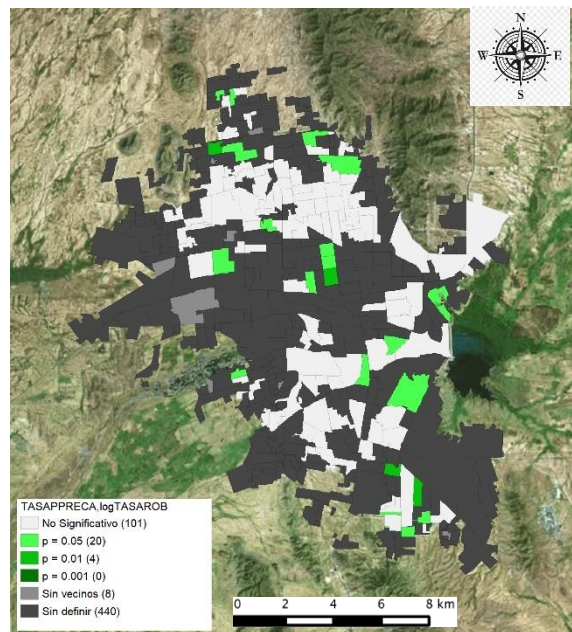 N
W E
S
TASAPPRECA,logTASAROB
No Significativo (101)
p = 0.05 (20)
p = 0.01 (4)
p = 0.001 (0)
Sin vecinos (8)
Sin definir (440)
0 2 4 6 8 km